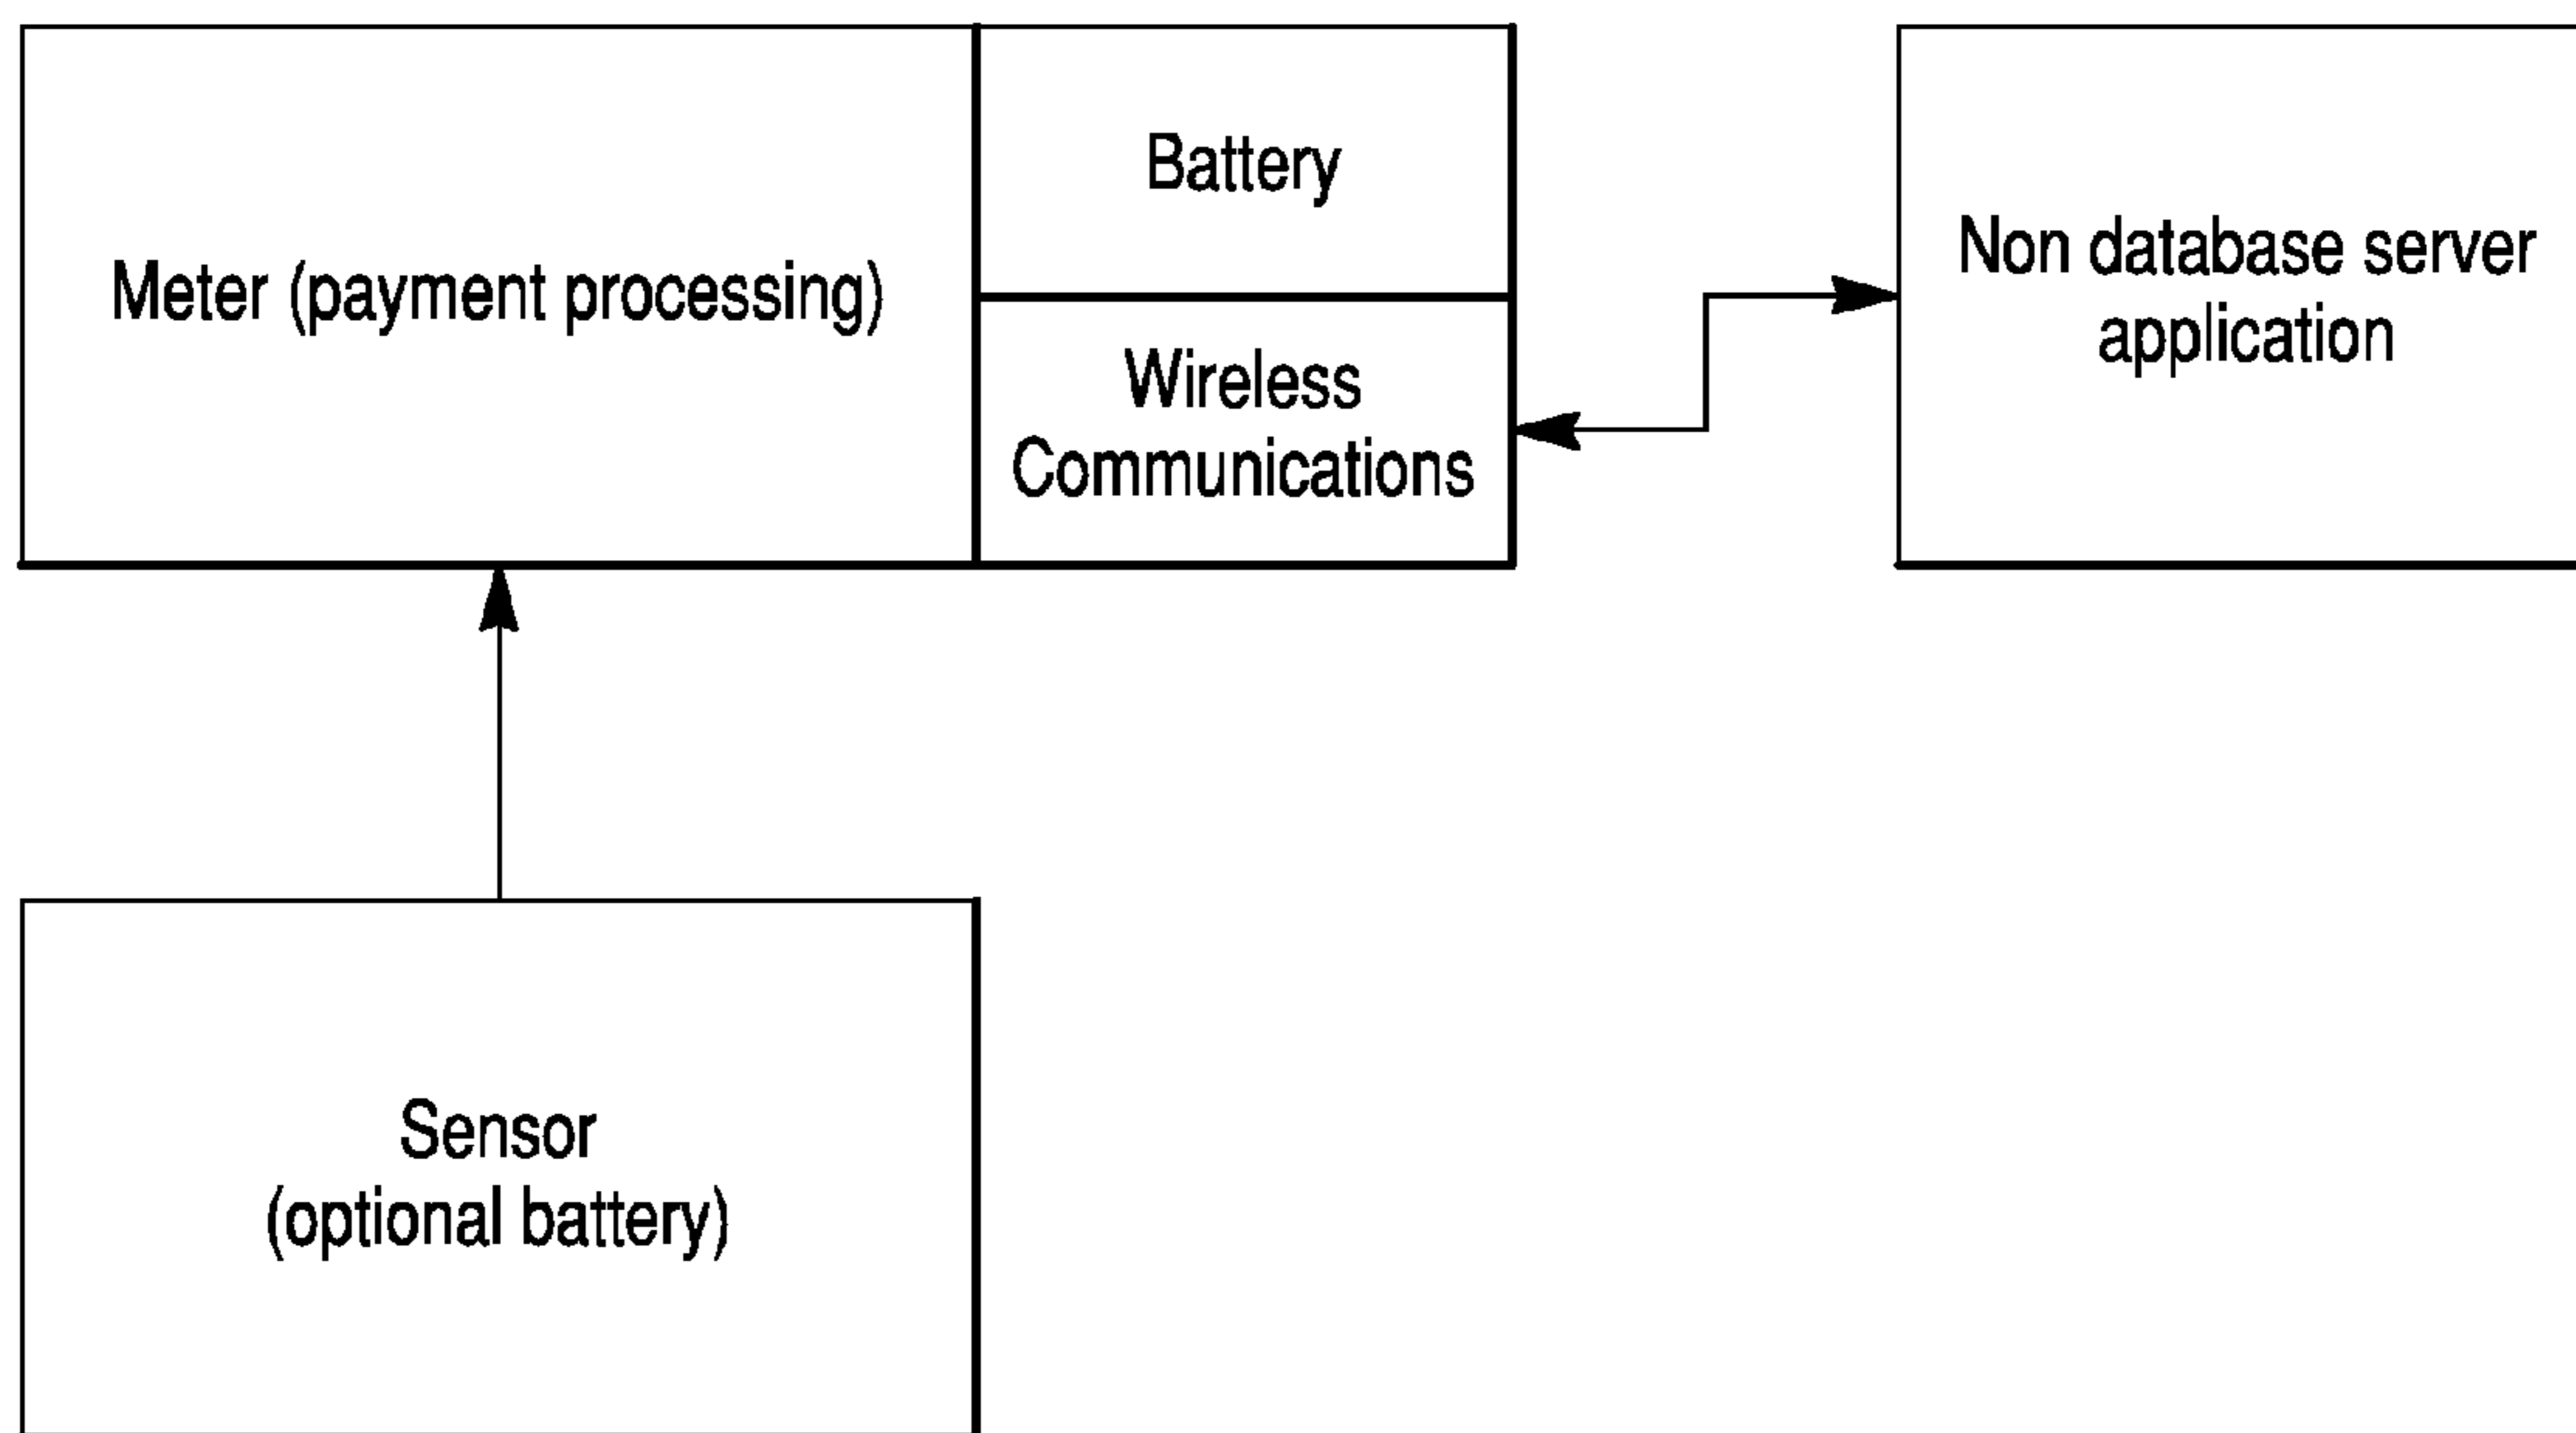 Meter (payment processing)
Battery
Wireless
Communications
Non database server
application
Sensor
(optional battery)